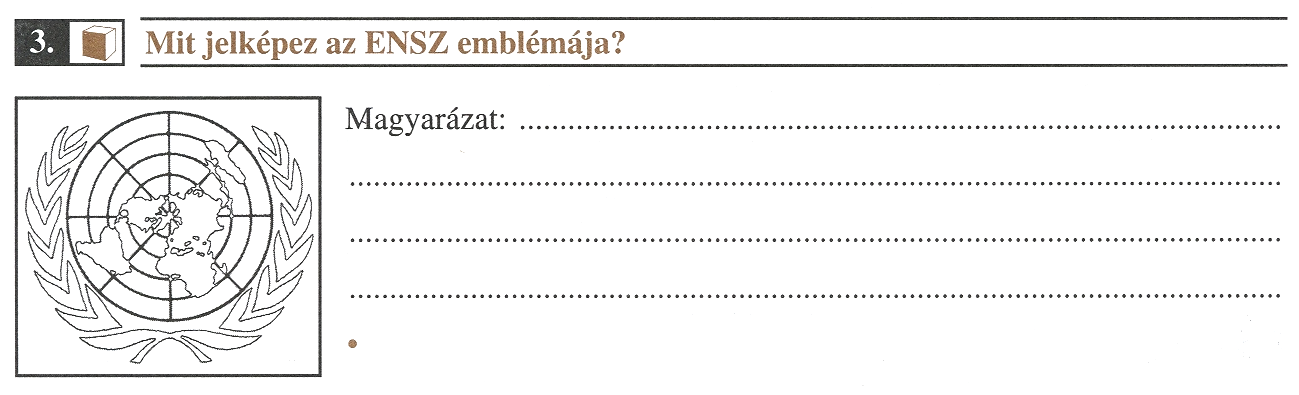 3. Mit jelképez az ENSZ emblémája?
Magyarázat: ................................................................................
................................................................................
................................................................................
................................................................................